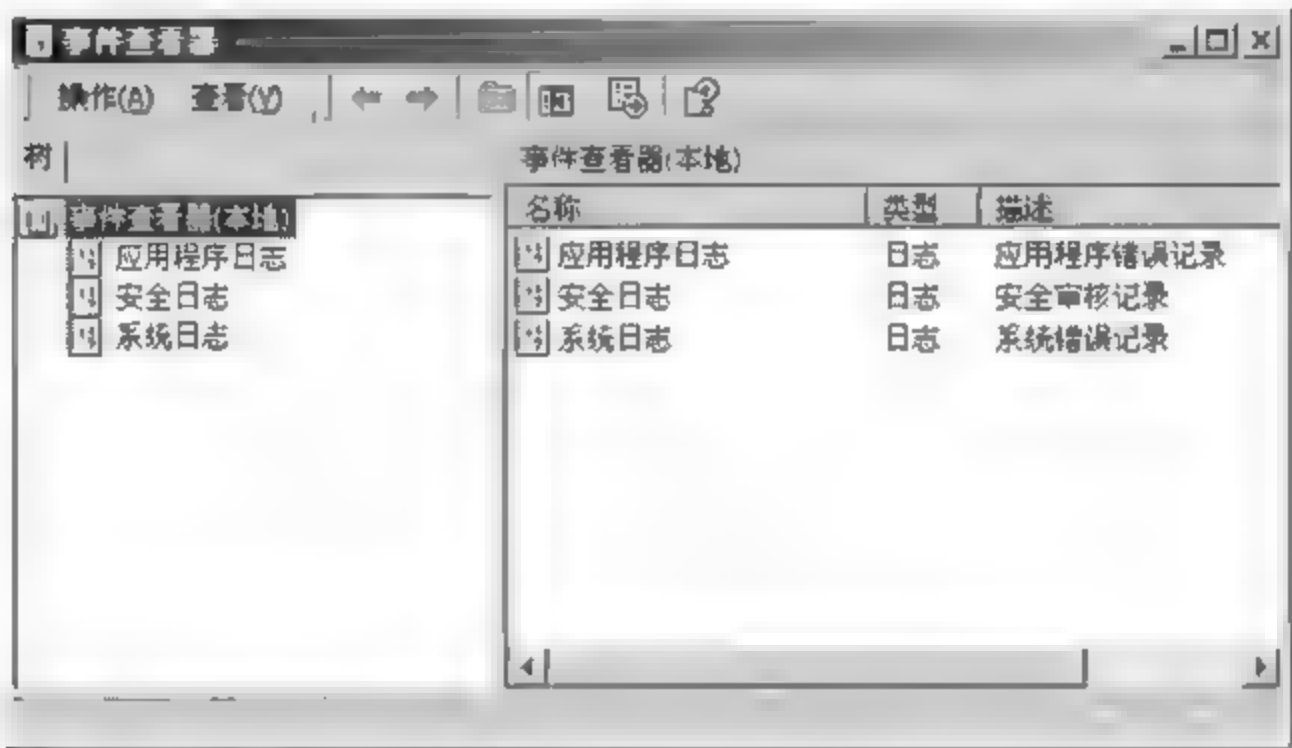 事件查看器
操作(A) 查看(V)
树
事件查看器(本地)
事件查看器(本地)
应用程序日志
安全日志
系统日志
名称 类型 描述
应用程序日志 日志 应用程序错误记录
安全日志 日志 安全审核记录
系统日志 日志 系统错误记录